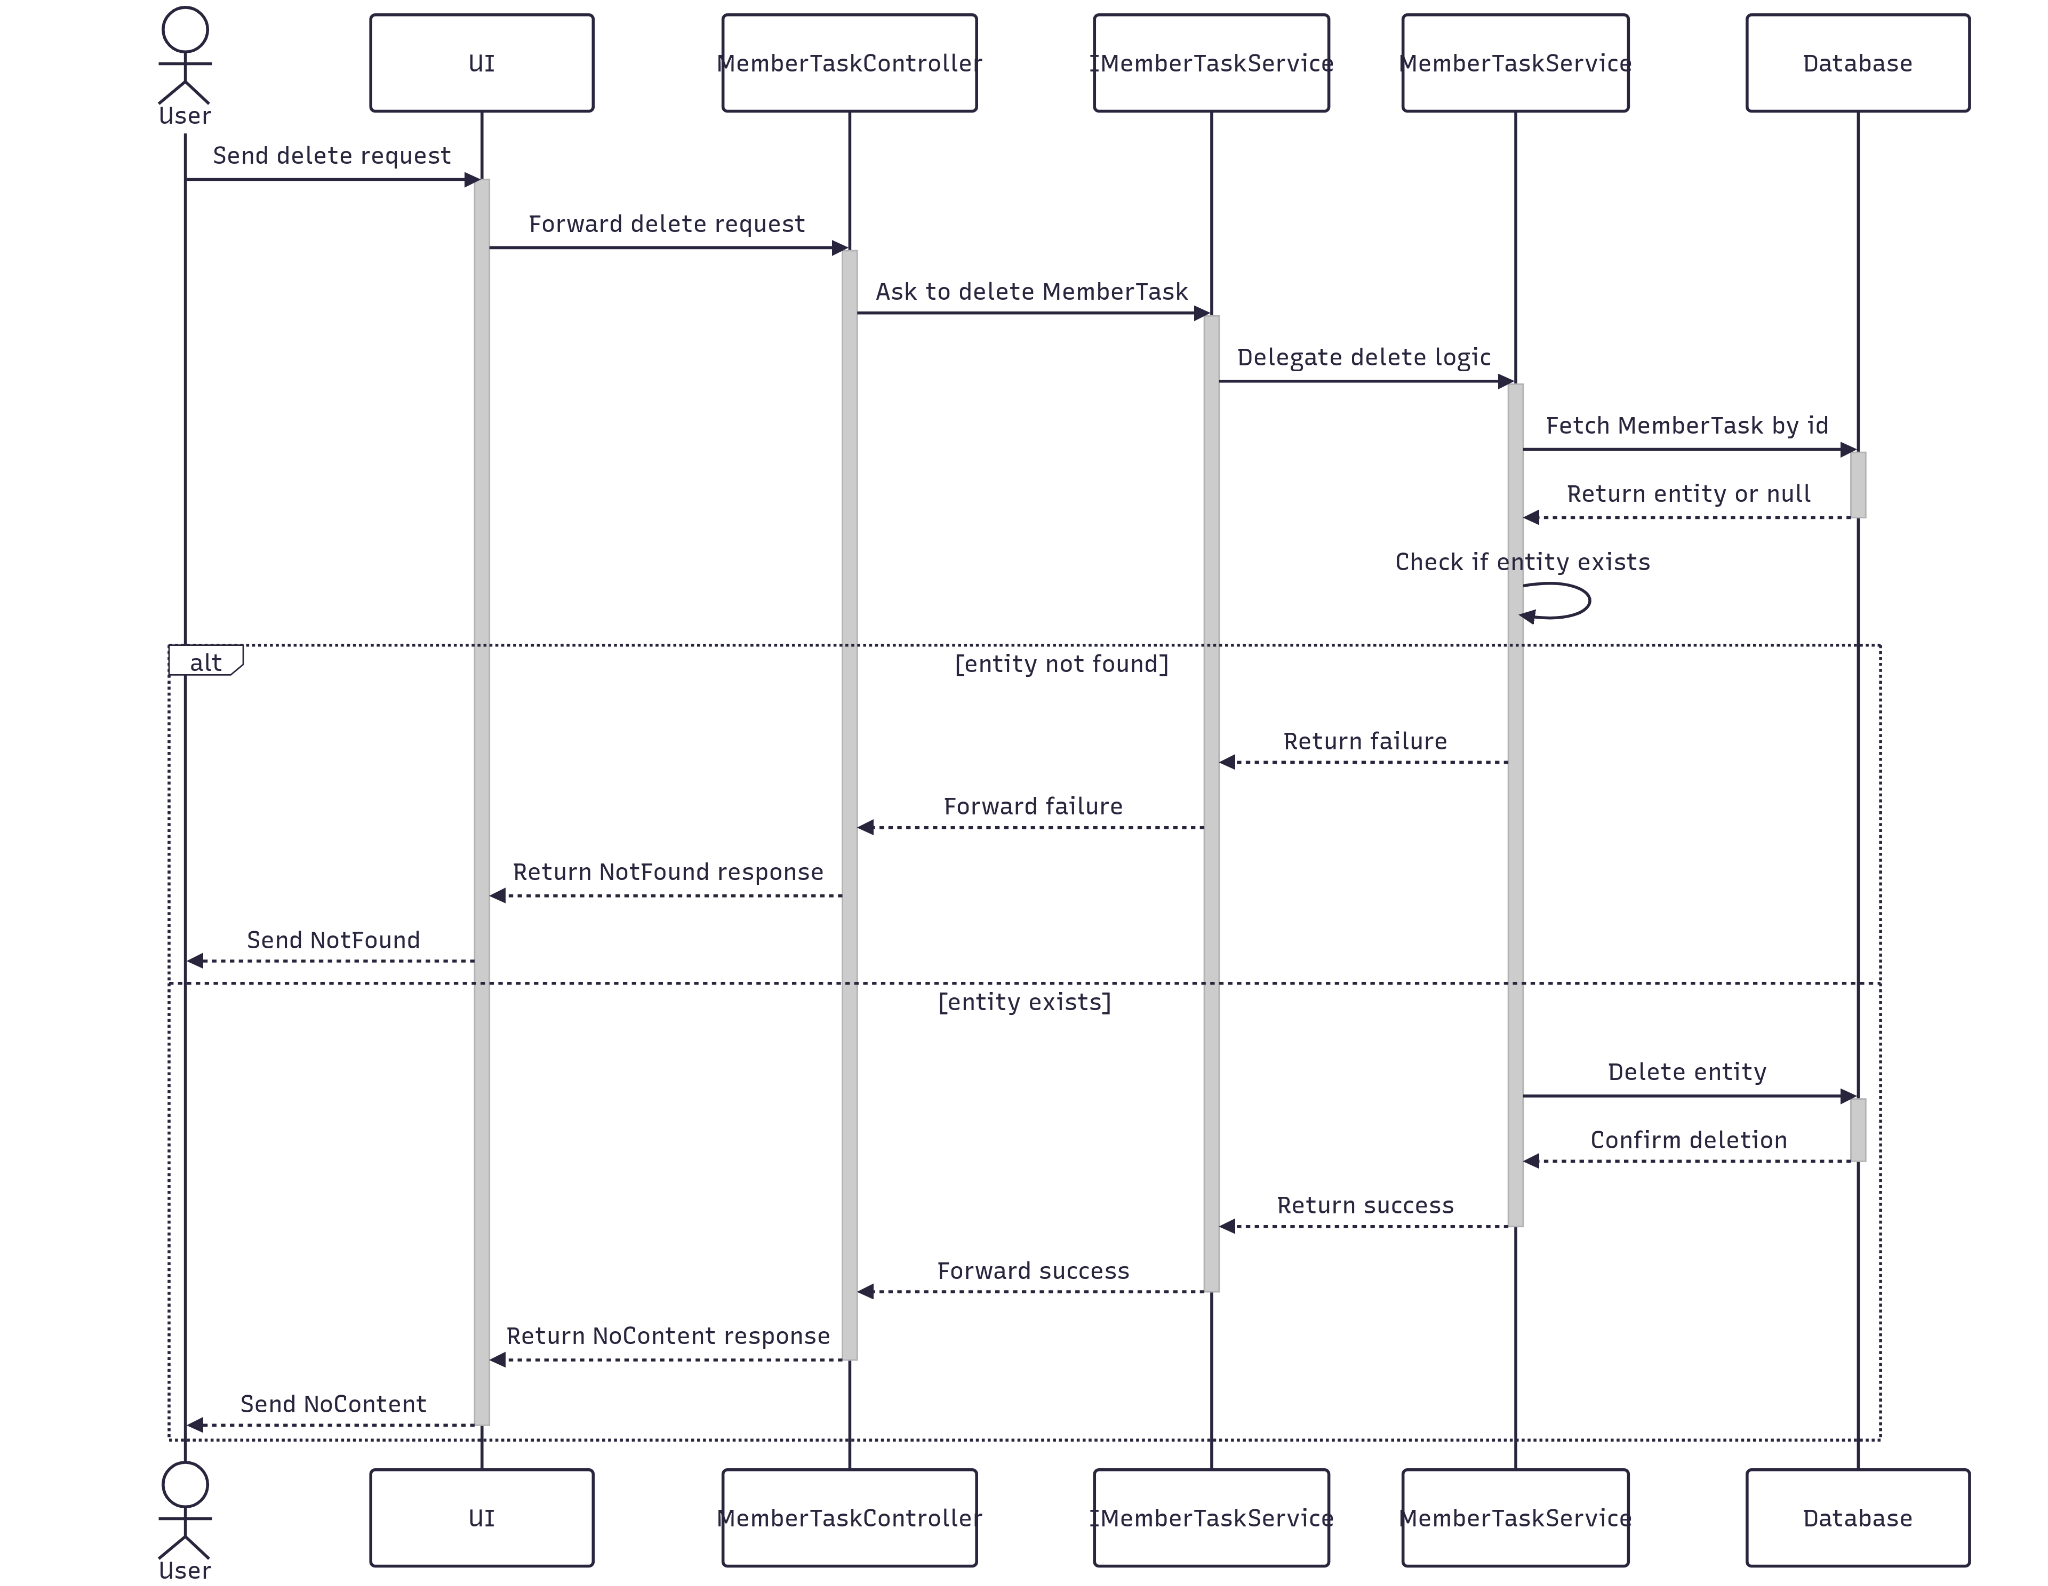 User
UI
MemberTaskController
IMemberTaskService
MemberTaskService
Database
Send delete request
Forward delete request
Ask to delete MemberTask
Delegate delete logic
Fetch MemberTask by id
Return entity or null
Check if entity exists
alt
[entity not found]
Return failure
Forward failure
Return NotFound response
Send NotFound
[entity exists]
Delete entity
Confirm deletion
Return success
Forward success
Return NoContent response
Send NoContent
User
UI
MemberTaskController
IMemberTaskService
MemberTaskService
Database